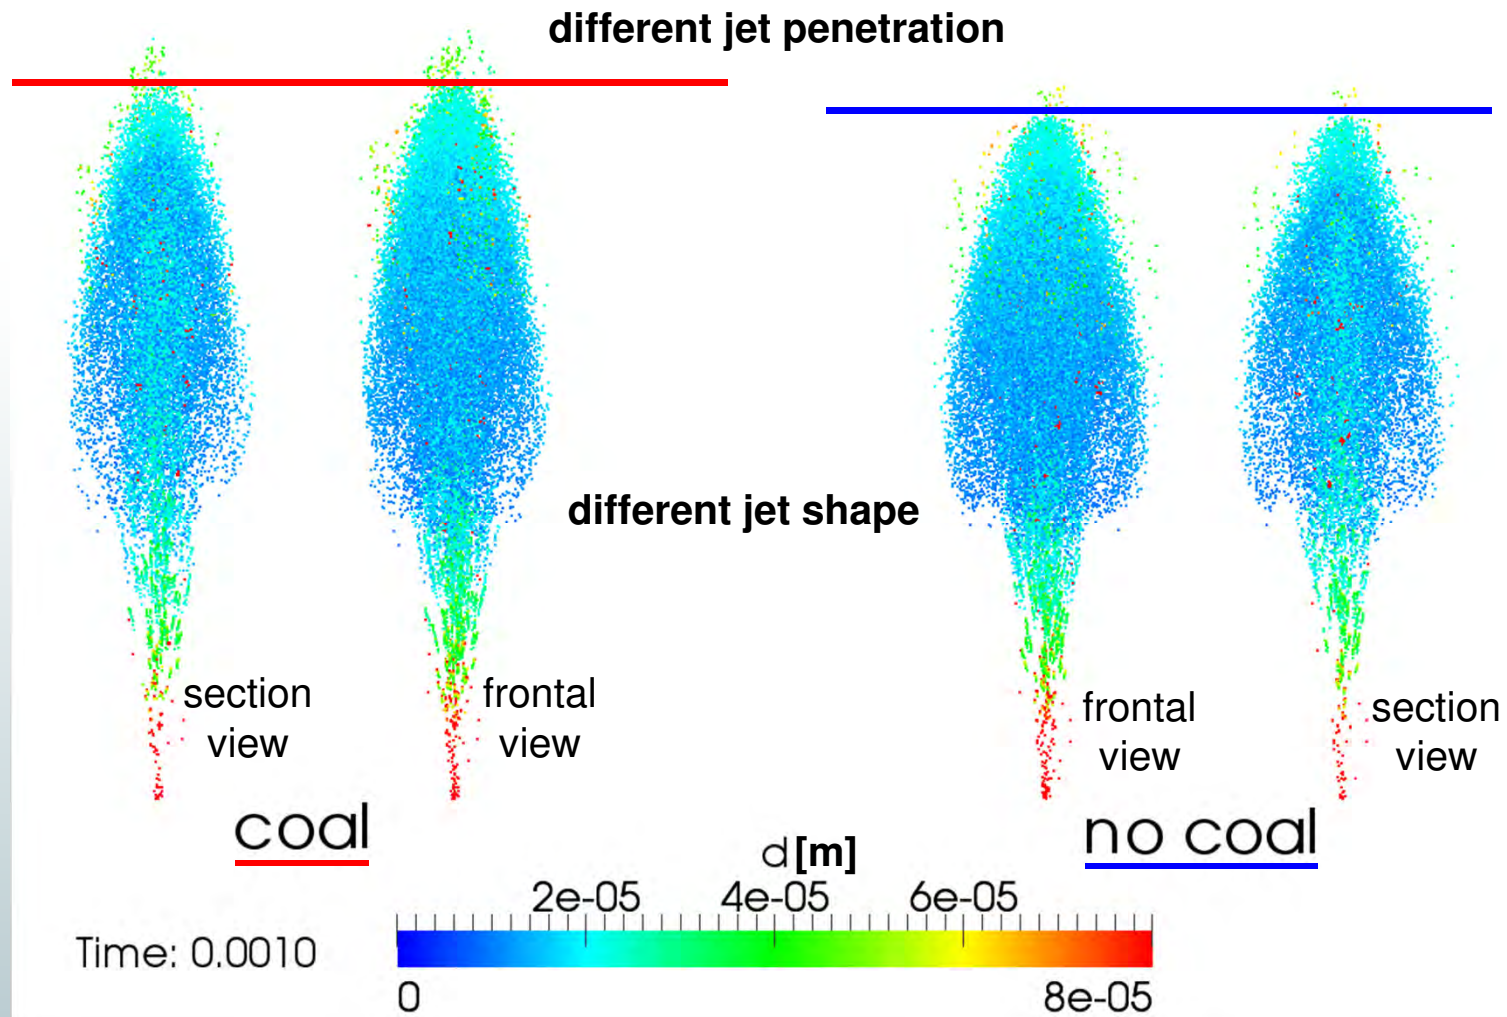 different jet penetration
different jet shape
section
view
frontal
view
frontal
view
section
view
coal
no coal
d [m]
2e-05 4e-05 6e-05
Time: 0.0010
0 8e-05